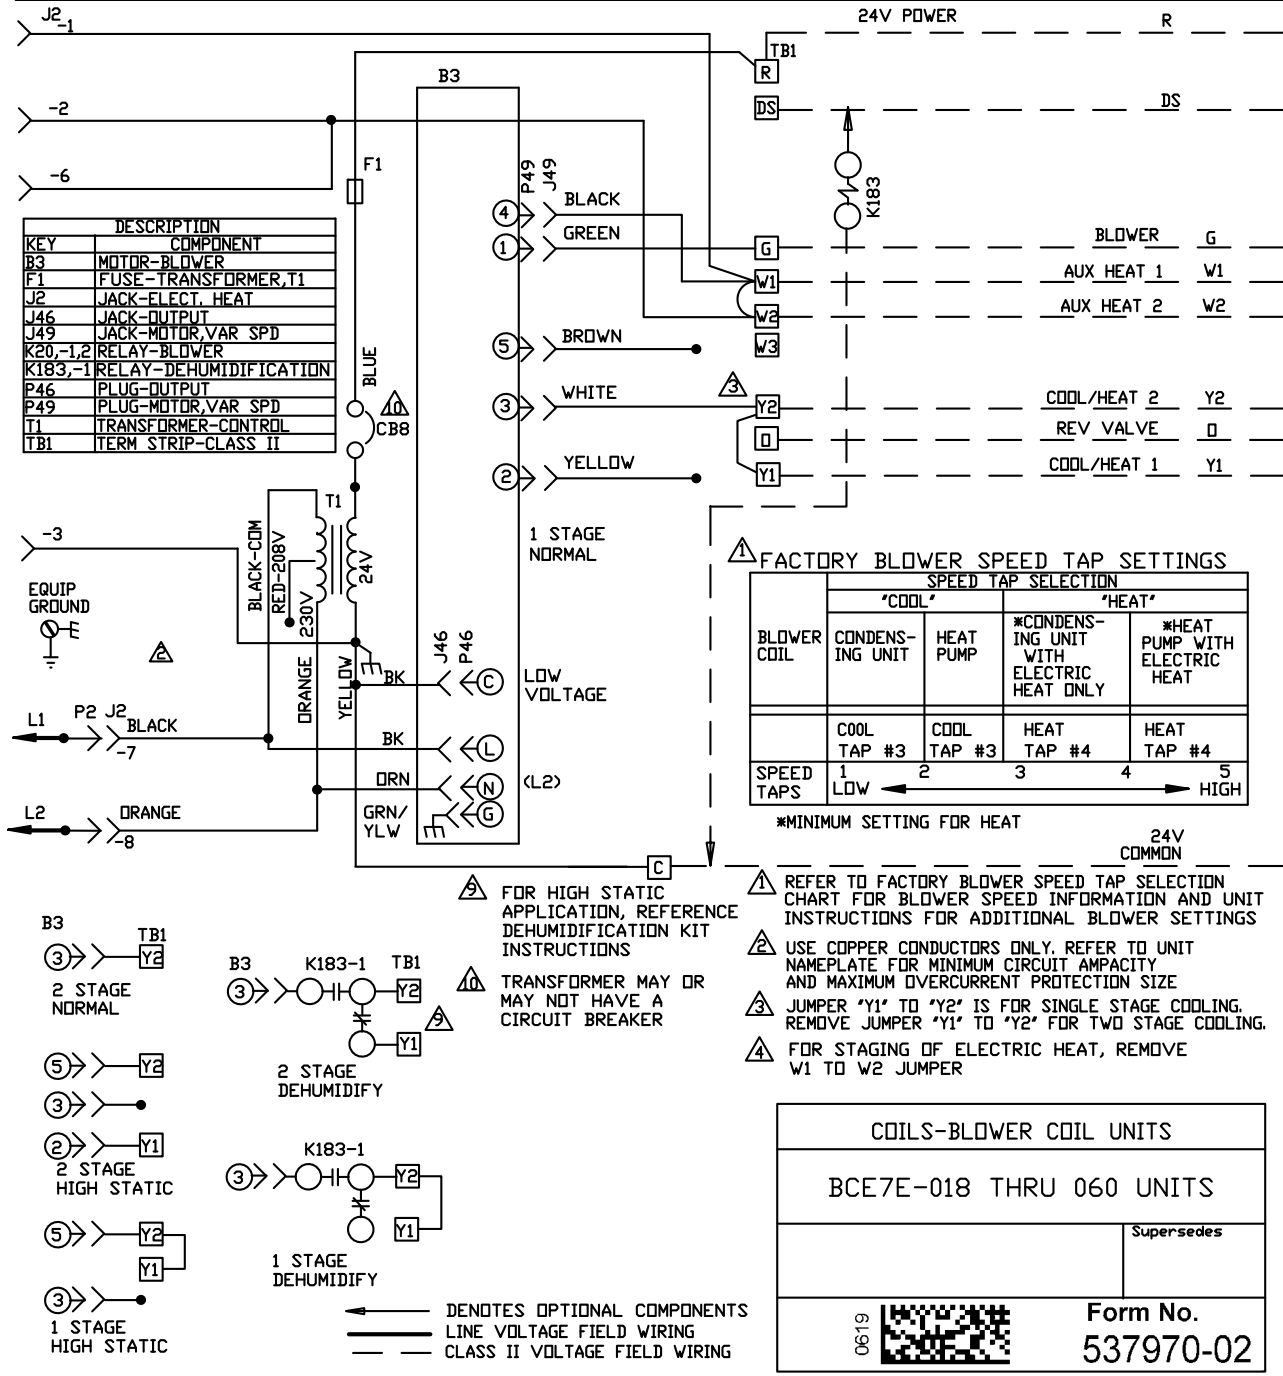 J2
-1
24V POWER
R
TB1
R
B3
-2
DS
DS
-6
F1
P49
J49
K183
4
BLACK
1
GREEN
G
BLOWER G
W1
AUX HEAT 1 W1
W2
AUX HEAT 2 W2
5
BROWN
W3
3
WHITE
3
Y2
COOL/HEAT 2 Y2
O
REV VALVE O
2
YELLOW
Y1
COOL/HEAT 1 Y1
DESCRIPTION
KEY COMPONENT
B3 MOTOR-BLOWER
F1 FUSE-TRANSFORMER,T1
J2 JACK-ELECT. HEAT
J46 JACK-OUTPUT
J49 JACK-MOTOR,VAR SPD
K20,-1,2 RELAY-BLOWER
K183,-1 RELAY-DEHUMIDIFICATION
P46 PLUG-OUTPUT
P49 PLUG-MOTOR,VAR SPD
T1 TRANSFORMER-CONTROL
TB1 TERM STRIP-CLASS II
BLUE
10
CB8
T1
BLACK-COM
RED-208V
230V
24V
1 STAGE
NORMAL
-3
EQUIP
GROUND
2
ORANGE
YELLOW
J46
P46
BK
C
LOW
VOLTAGE
L1
P2 J2
BLACK
-7
BK
L
ORN
N
(L2)
L2
ORANGE
-8
GRN/
YLW
G
C
1
FACTORY BLOWER SPEED TAP SETTINGS
SPEED TAP SELECTION
"COOL" "HEAT"
BLOWER
COIL
CONDENS-
ING UNIT
HEAT
PUMP
*CONDENS-
ING UNIT
WITH
ELECTRIC
HEAT ONLY
*HEAT
PUMP WITH
ELECTRIC
HEAT
COOL
TAP #3
COOL
TAP #3
HEAT
TAP #4
HEAT
TAP #4
SPEED
TAPS
1 2 3 4 5
LOW HIGH
*MINIMUM SETTING FOR HEAT
24V
COMMON
9
FOR HIGH STATIC
APPLICATION, REFERENCE
DEHUMIDIFICATION KIT
INSTRUCTIONS
10
TRANSFORMER MAY OR
MAY NOT HAVE A
CIRCUIT BREAKER
1
REFER TO FACTORY BLOWER SPEED TAP SELECTION
CHART FOR BLOWER SPEED INFORMATION AND UNIT
INSTRUCTIONS FOR ADDITIONAL BLOWER SETTINGS
2
USE COPPER CONDUCTORS ONLY. REFER TO UNIT
NAMEPLATE FOR MINIMUM CIRCUIT AMPACITY
AND MAXIMUM OVERCURRENT PROTECTION SIZE
3
JUMPER "Y1" TO "Y2" IS FOR SINGLE STAGE COOLING.
REMOVE JUMPER "Y1" TO "Y2" FOR TWO STAGE COOLING.
4
FOR STAGING OF ELECTRIC HEAT, REMOVE
W1 TO W2 JUMPER
B3
TB1
3
Y2
2 STAGE
NORMAL
5
Y2
3
2
Y1
2 STAGE
HIGH STATIC
5
Y2
Y1
3
1 STAGE
HIGH STATIC
B3
K183-1
TB1
3
Y2
9
Y1
2 STAGE
DEHUMIDIFY
K183-1
3
Y2
Y1
1 STAGE
DEHUMIDIFY
DENOTES OPTIONAL COMPONENTS
LINE VOLTAGE FIELD WIRING
CLASS II VOLTAGE FIELD WIRING
COILS-BLOWER COIL UNITS
BCE7E-018 THRU 060 UNITS
Supersedes
0619
Form No.
537970-02